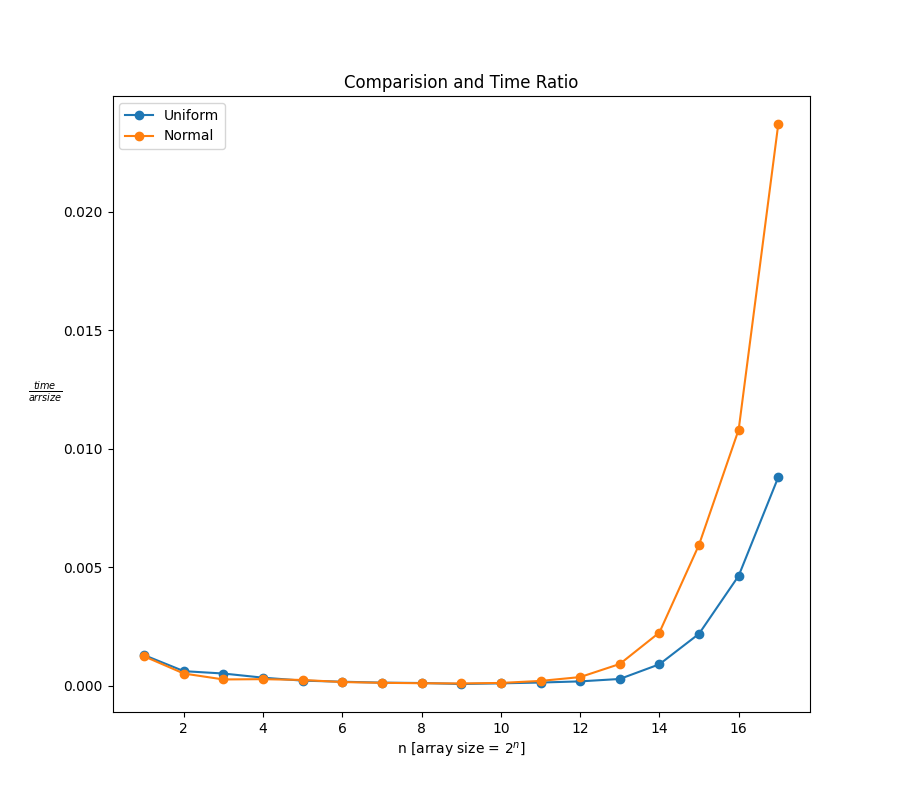 Comparision and Time Ratio
Uniform
Normal
0.020
0.015
time
arrsize
0.010
0.005
0.000
2 4 6 8 10 12 14 16
n [array size = 2ⁿ]